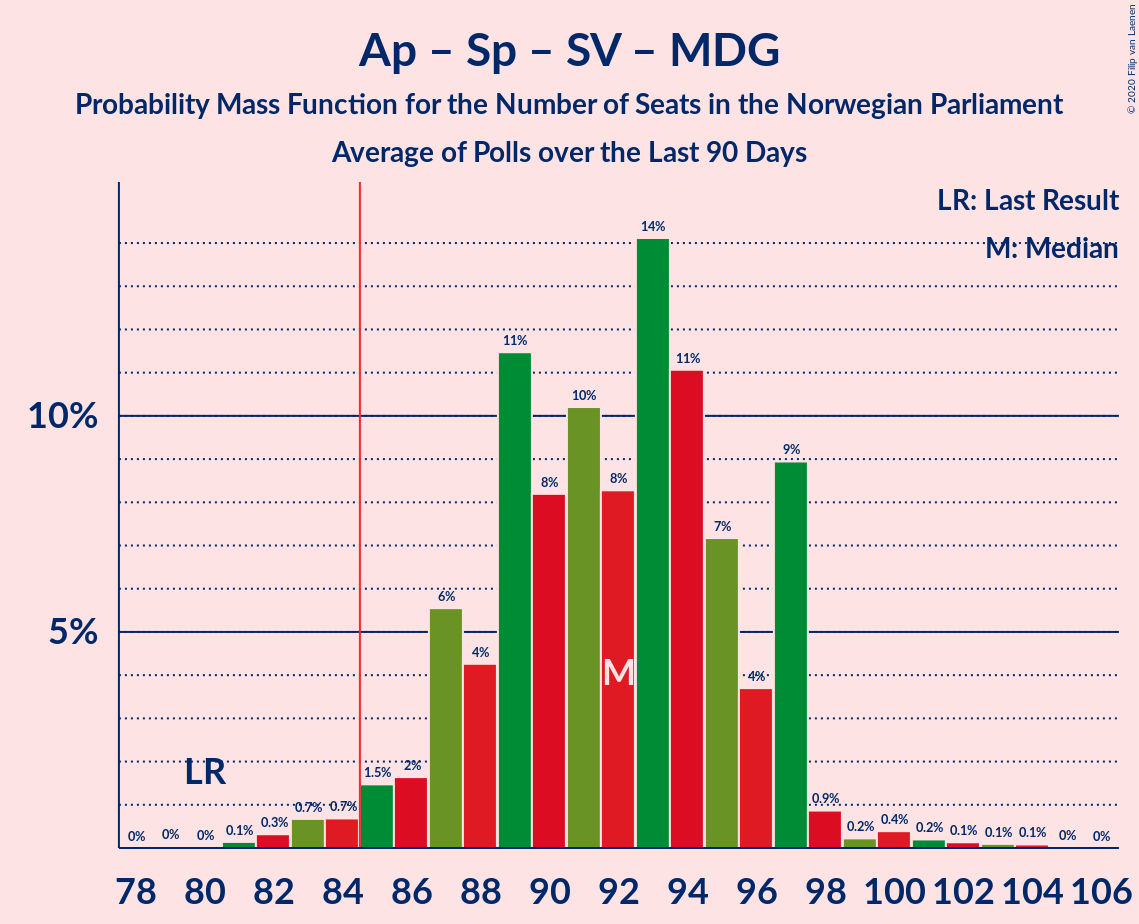 Ap – Sp – SV – MDG
Probability Mass Function for the Number of Seats in the Norwegian Parliament
Average of Polls over the Last 90 Days
© 2020 Filip van Laenen
LR: Last Result
M: Median
10%
5%
0% 0% 0% 0.1% 0.3% 0.7% 0.7% 1.5% 2% 6% 4% 11% 8% 10% 8% 14% 11% 7% 4% 9% 0.9% 0.2% 0.4% 0.2% 0.1% 0.1% 0.1% 0% 0%
M
LR
78 80 82 84 86 88 90 92 94 96 98 100 102 104 106